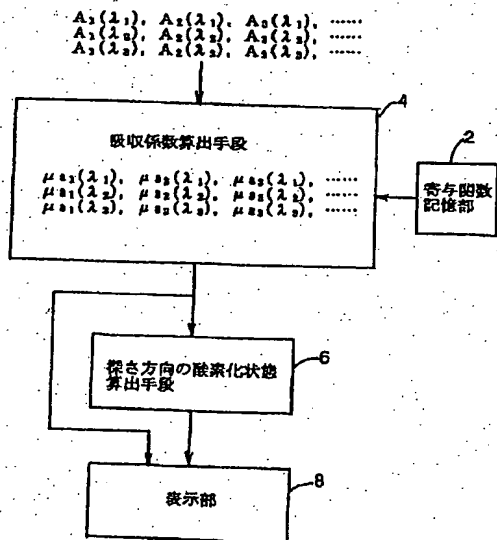 A₁(λ₁), A₂(λ₁), A₃(λ₁), ……
A₁(λ₂), A₂(λ₂), A₃(λ₂), ……
A₁(λ₃), A₂(λ₃), A₃(λ₃), ……
4
吸収係数算出手段
μa₁(λ₁), μa₂(λ₁), μa₃(λ₁), ……
μa₁(λ₂), μa₂(λ₂), μa₃(λ₂), ……
μa₁(λ₃), μa₂(λ₃), μa₃(λ₃), ……
2
寄与関数
記憶部
6
深さ方向の酸素化状態
算出手段
8
表示部